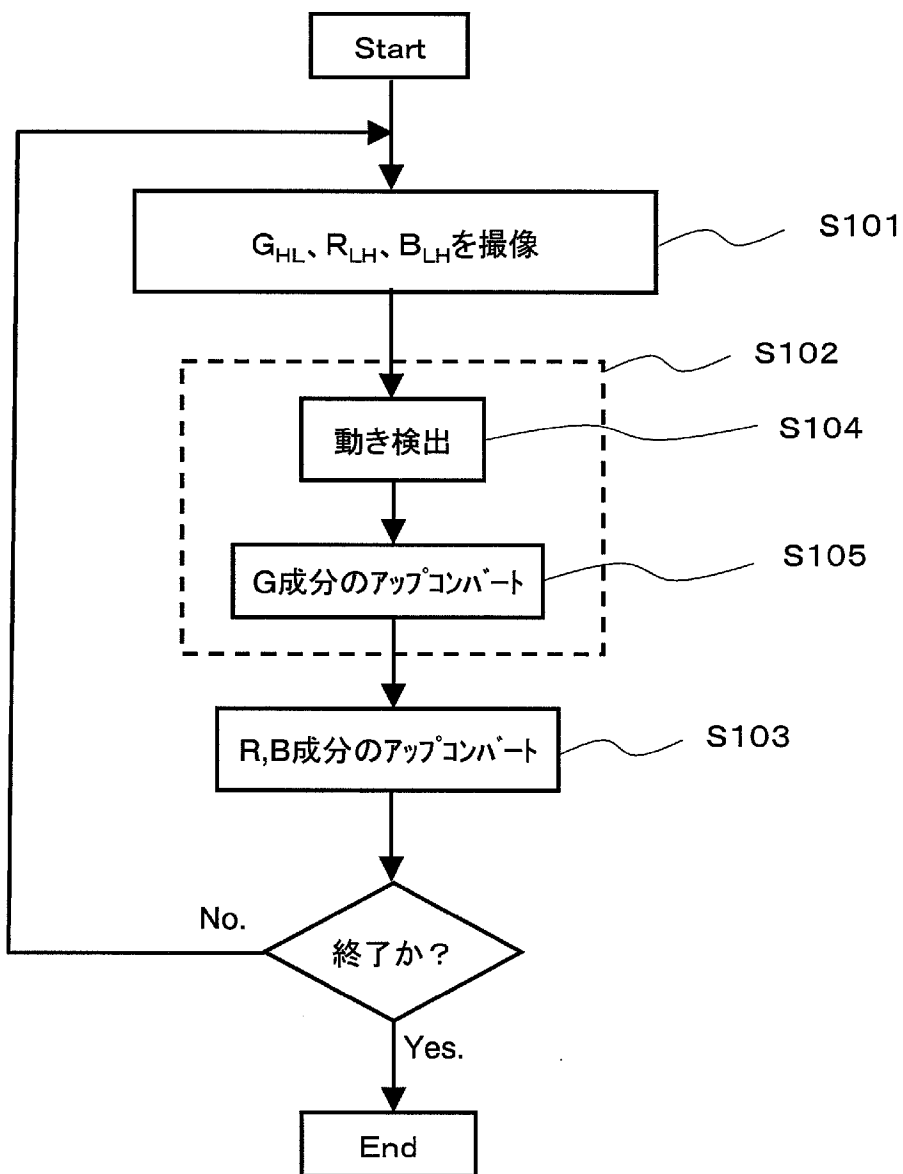 Start
G_HL、R_LH、B_LHを撮像
S101
S102
動き検出
S104
G成分のアップコンバート
S105
R,B成分のアップコンバート
S103
No.
終了か?
Yes.
End